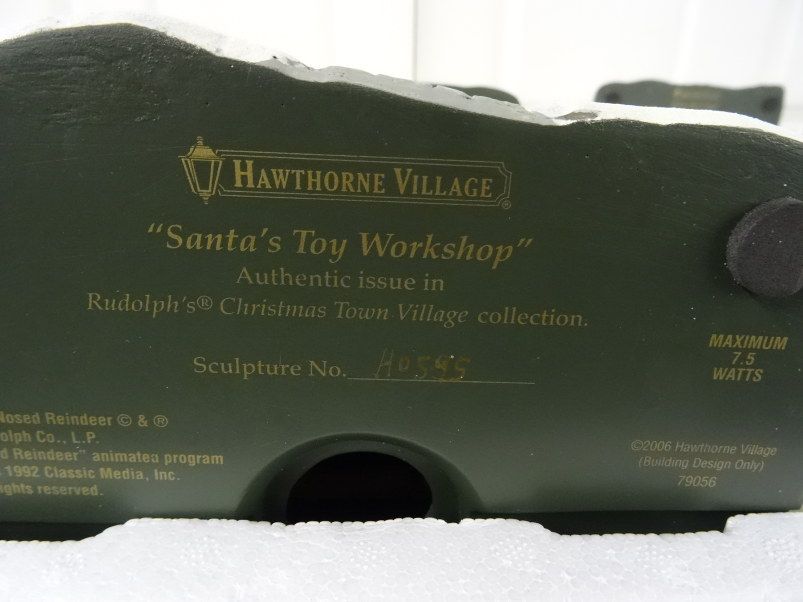 HAWTHORNE VILLAGE®
"Santa's Toy Workshop"
Authentic issue in
Rudolph's® Christmas Town Village collection.
Sculpture No. A0595
MAXIMUM
7.5
WATTS
Nosed Reindeer © & ®
olph Co., L.P.
d Reindeer" animated program
1992 Classic Media, Inc.
ights reserved.
©2006 Hawthorne Village
(Building Design Only)
79056